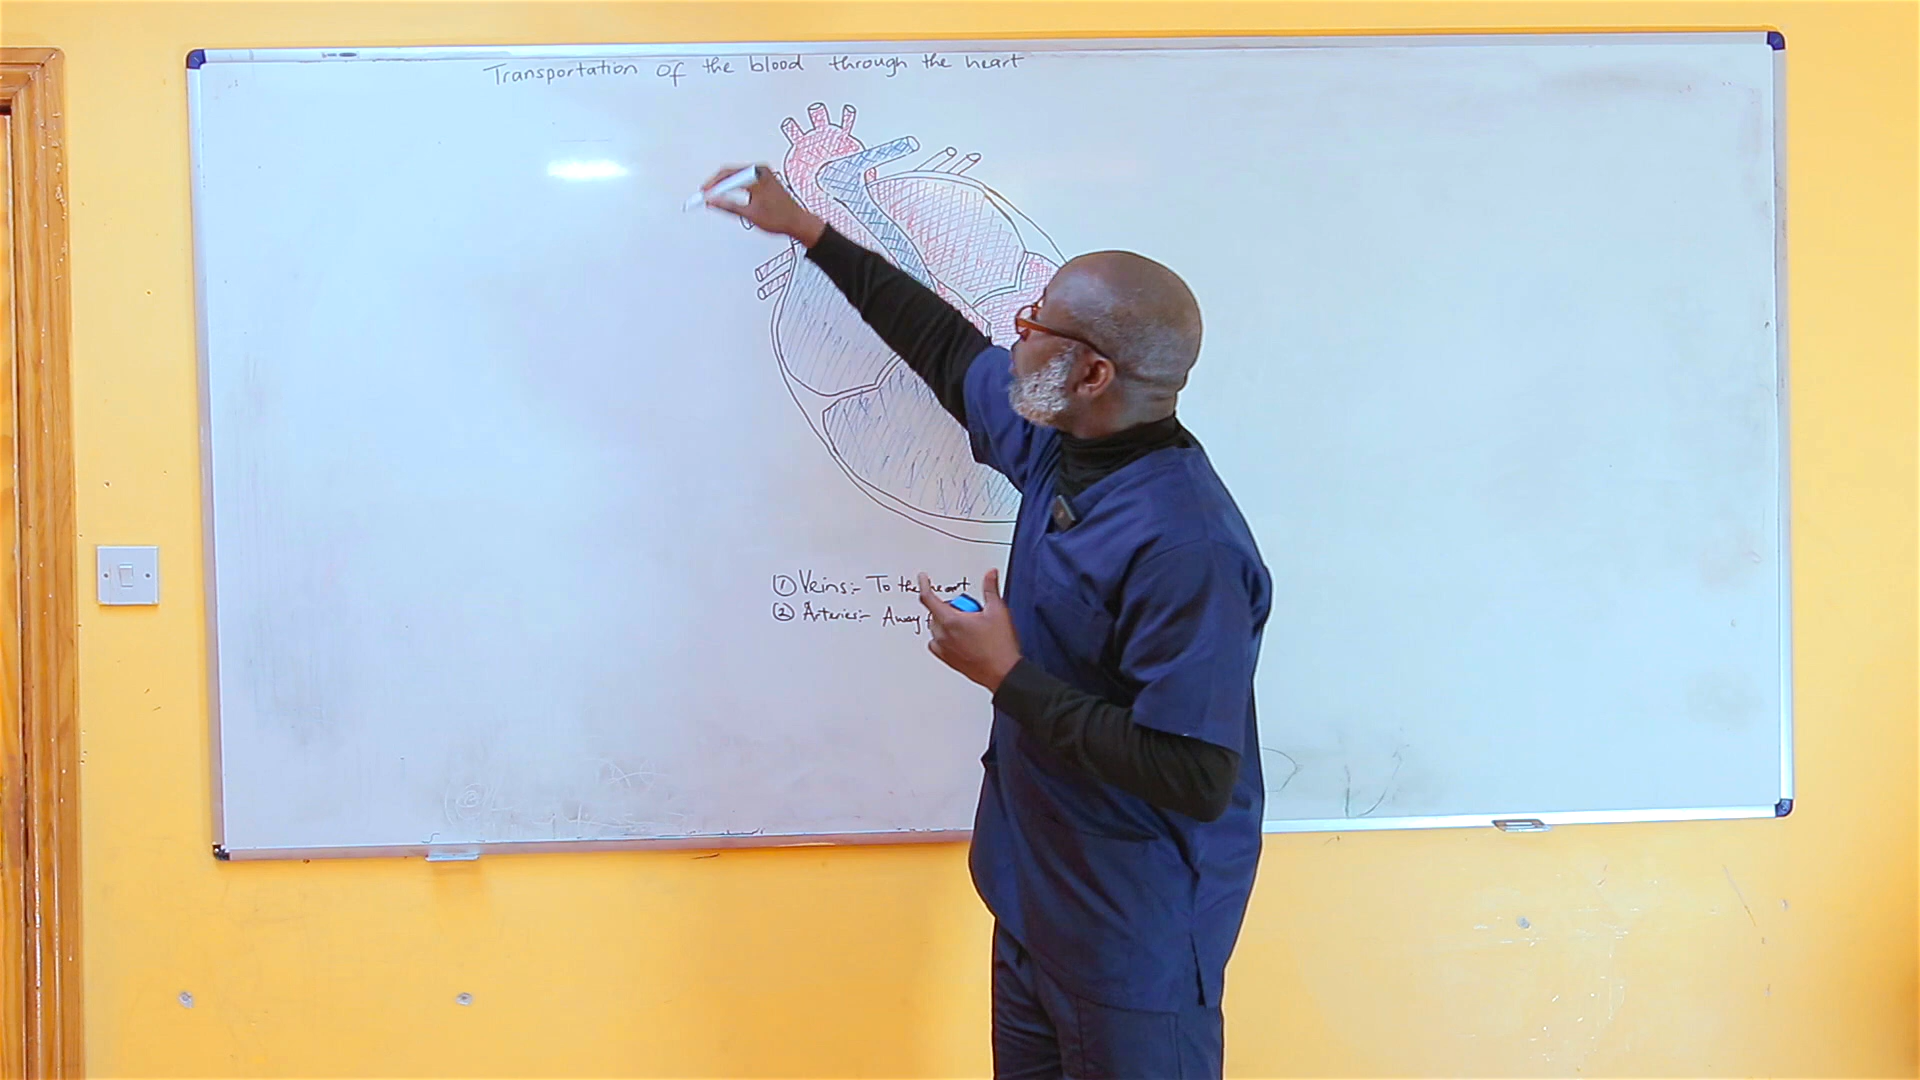 Transportation of the blood through the heart
① Veins:- To the heart
② Arteries:- Away